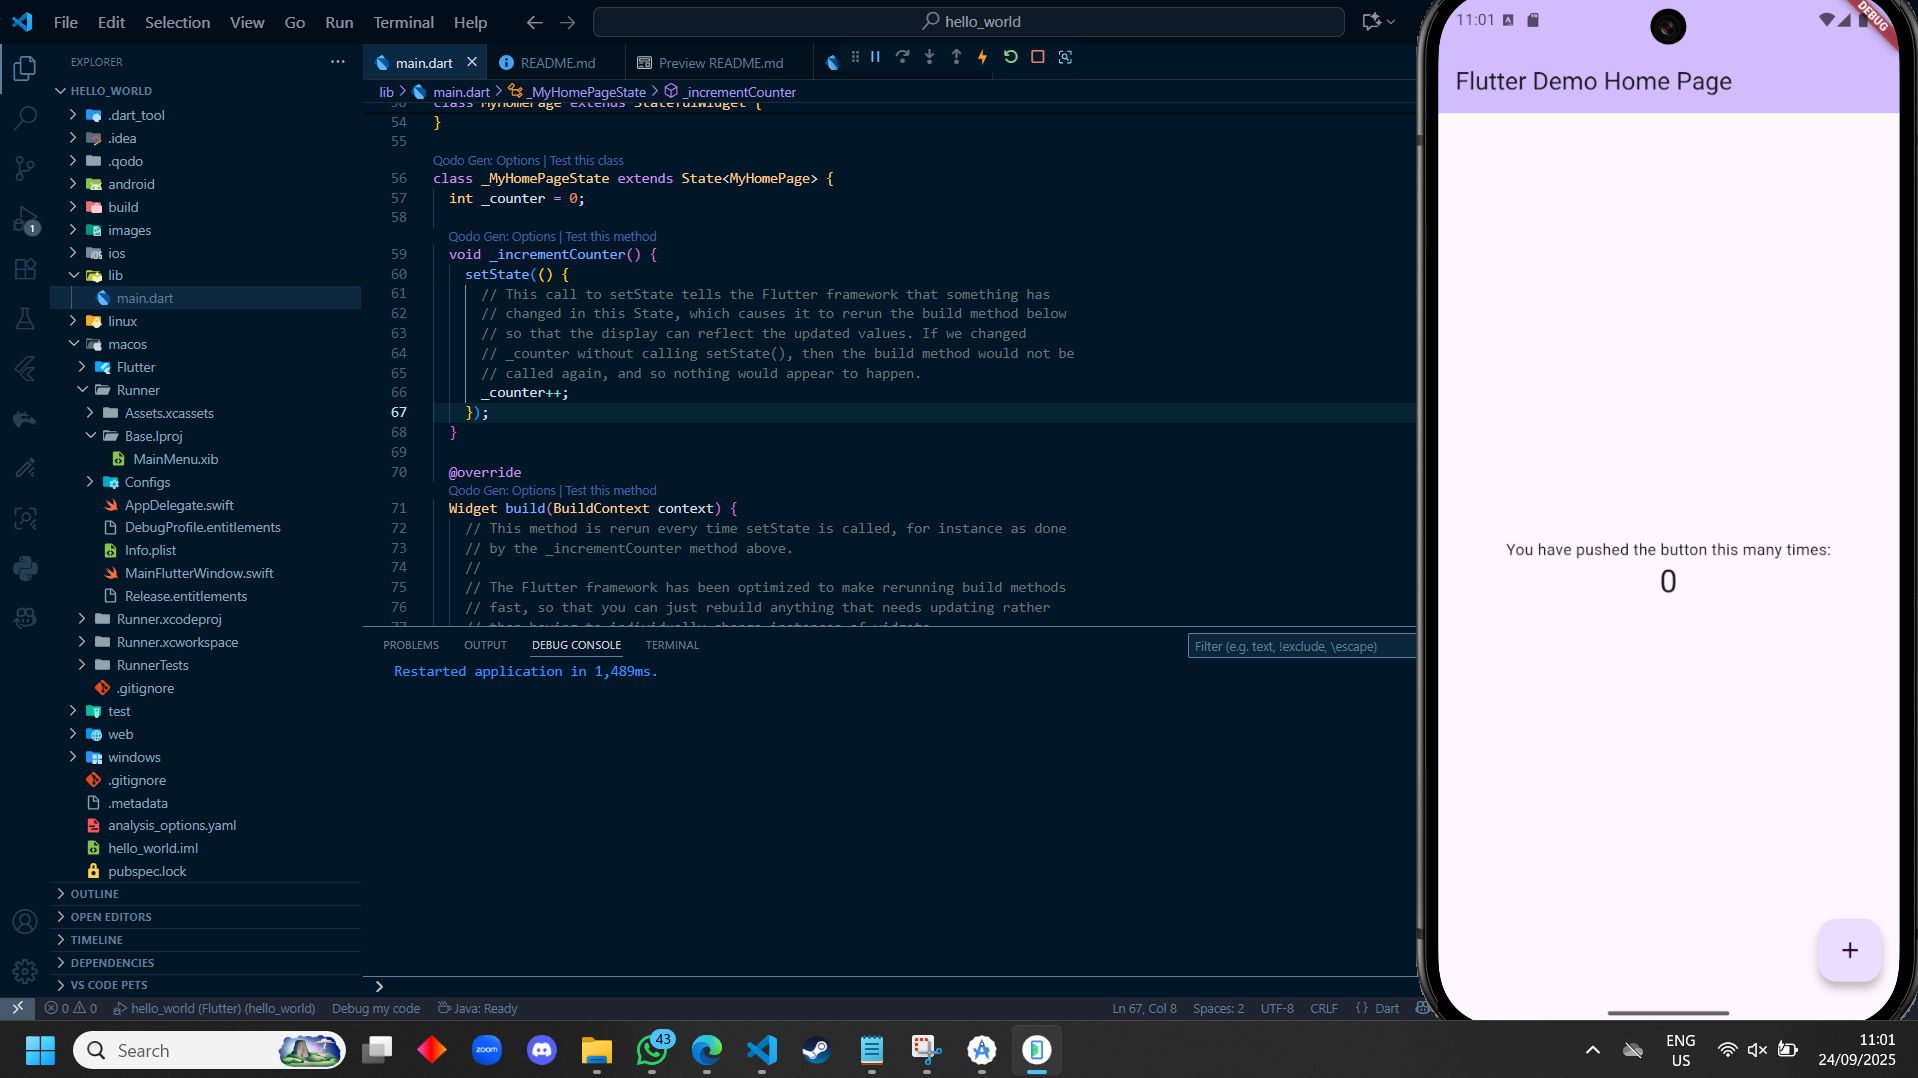 File Edit Selection View Go Run Terminal Help
hello_world
EXPLORER
HELLO_WORLD
.dart_tool
.idea
.qodo
android
build
images
ios
lib
main.dart
linux
macos
Flutter
Runner
Assets.xcassets
Base.lproj
MainMenu.xib
Configs
AppDelegate.swift
DebugProfile.entitlements
Info.plist
MainFlutterWindow.swift
Release.entitlements
Runner.xcodeproj
Runner.xcworkspace
RunnerTests
.gitignore
test
web
windows
.gitignore
.metadata
analysis_options.yaml
hello_world.iml
pubspec.lock
OUTLINE
OPEN EDITORS
TIMELINE
DEPENDENCIES
VS CODE PETS
1
main.dart README.md Preview README.md
lib main.dart _MyHomePageState _incrementCounter
class MyHomePage extends StatefulWidget {
54 }
55
Qodo Gen: Options | Test this class
56 class _MyHomePageState extends State<MyHomePage> {
57 int _counter = 0;
58
Qodo Gen: Options | Test this method
59 void _incrementCounter() {
60 setState(() {
61 // This call to setState tells the Flutter framework that something has
62 // changed in this State, which causes it to rerun the build method below
63 // so that the display can reflect the updated values. If we changed
64 // _counter without calling setState(), then the build method would not be
65 // called again, and so nothing would appear to happen.
66 _counter++;
67 });
68 }
69
70 @override
Qodo Gen: Options | Test this method
71 Widget build(BuildContext context) {
72 // This method is rerun every time setState is called, for instance as done
73 // by the _incrementCounter method above.
74 //
75 // The Flutter framework has been optimized to make rerunning build methods
76 // fast, so that you can just rebuild anything that needs updating rather
PROBLEMS OUTPUT DEBUG CONSOLE TERMINAL
Filter (e.g. text, !exclude, \escape)
Restarted application in 1,489ms.
0 0 hello_world (Flutter) (hello_world) Debug my code Java: Ready
Ln 67, Col 8 Spaces: 2 UTF-8 CRLF {} Dart
11:01
DEBUG
Flutter Demo Home Page
You have pushed the button this many times:
0
+
Search
zoom
43
ENG
US
11:01
24/09/2025